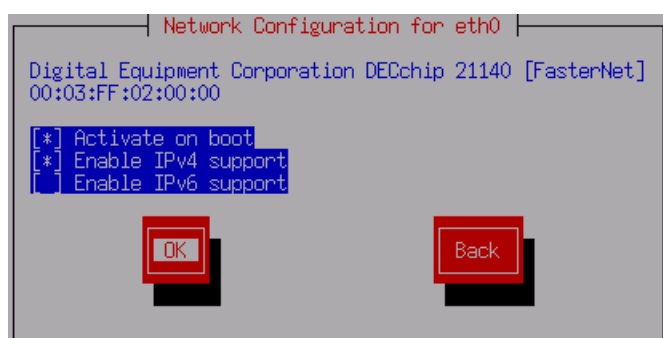 Network Configuration for eth0
Digital Equipment Corporation DECchip 21140 [FasterNet]
00:03:FF:02:00:00
[*] Activate on boot
[*] Enable IPv4 support
[ ] Enable IPv6 support
OK Back